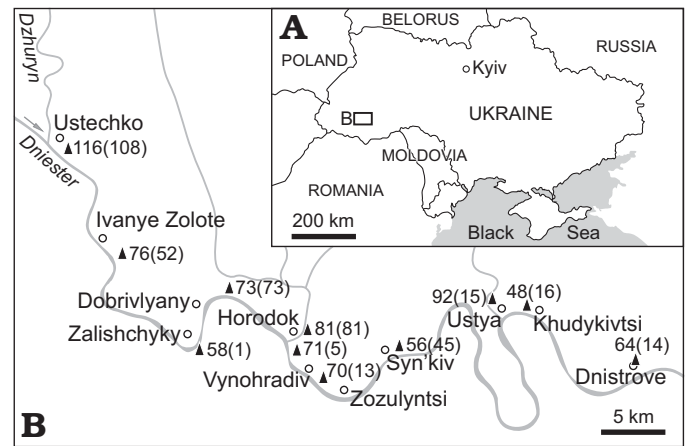 A
BELORUS
POLAND
RUSSIA
Kyiv
UKRAINE
B
MOLDOVIA
ROMANIA
200 km
Black Sea
Dzhuryn
Dniester
Ustechko
116(108)
Ivanye Zolote
76(52)
73(73)
Dobrivlyany
Zalishchyky
58(1)
Horodok
81(81)
71(5)
Vynohradiv
70(13)
Zozulyntsi
56(45)
Syn'kiv
92(15)
Ustya
48(16)
Khudykivtsi
64(14)
Dnistrove
B
5 km